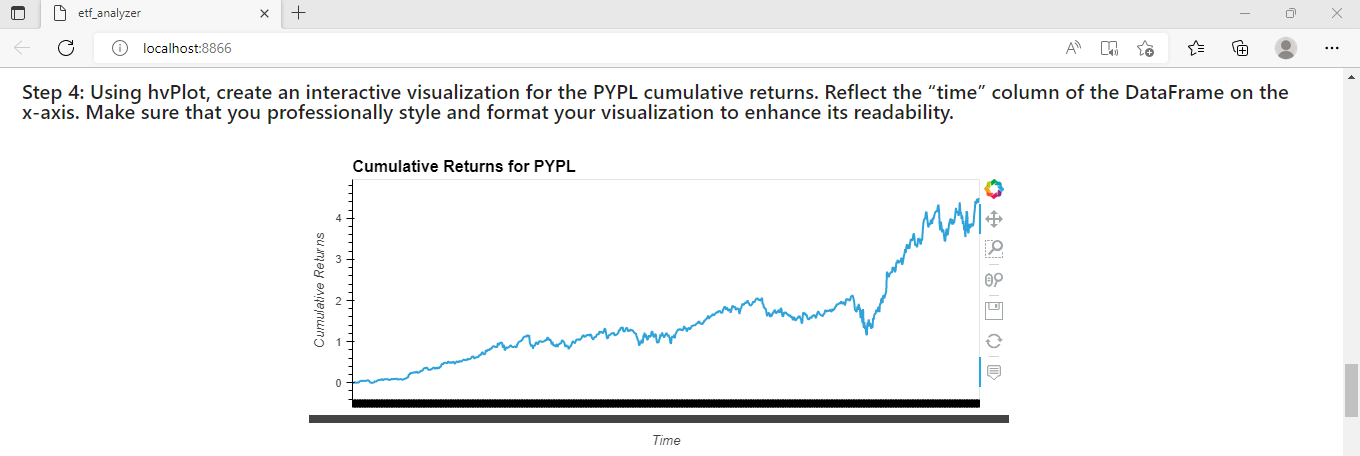 etf_analyzer
localhost:8866
Step 4: Using hvPlot, create an interactive visualization for the PYPL cumulative returns. Reflect the “time” column of the DataFrame on the
x-axis. Make sure that you professionally style and format your visualization to enhance its readability.
Cumulative Returns for PYPL
Cumulative Returns
4
3
2
1
0
Time